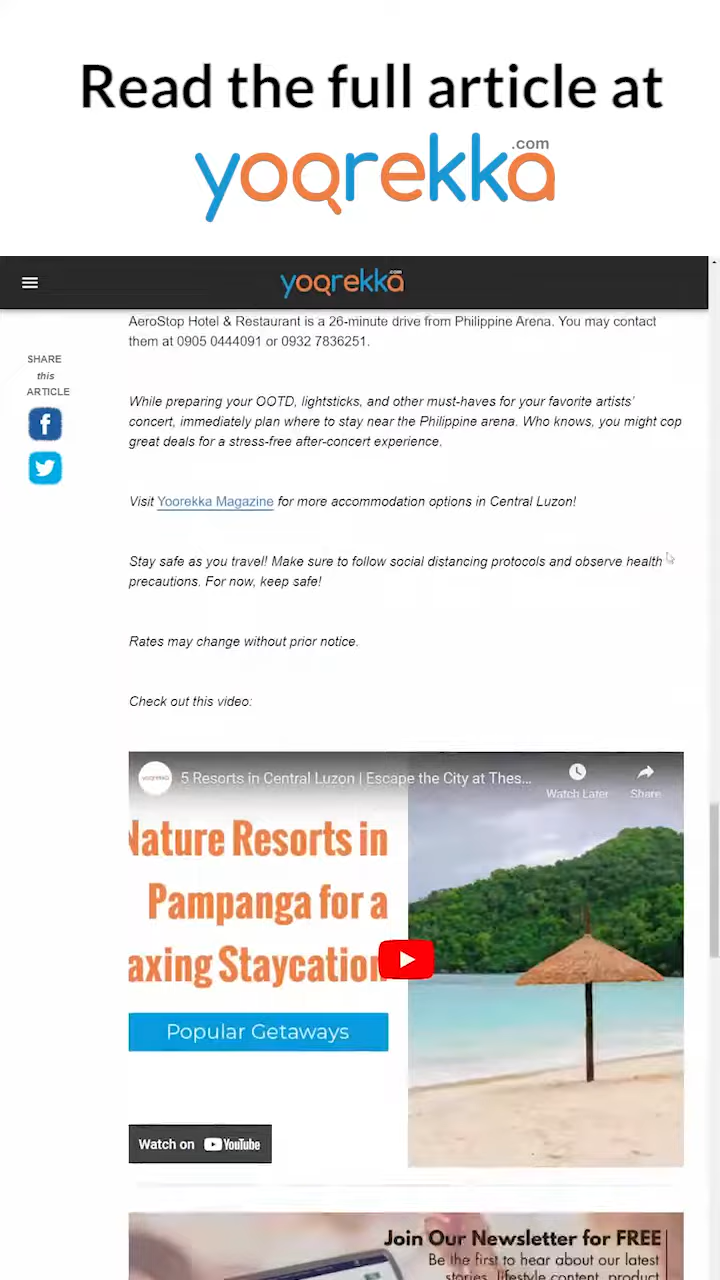 Read the full article at
yoorekka
.com
yoorekka
.com
AeroStop Hotel & Restaurant is a 26-minute drive from Philippine Arena. You may contact
them at 0905 0444091 or 0932 7836251.
SHARE
this
ARTICLE
While preparing your OOTD, lightsticks, and other must-haves for your favorite artists'
concert, immediately plan where to stay near the Philippine arena. Who knows, you might cop
great deals for a stress-free after-concert experience.
Visit Yoorekka Magazine for more accommodation options in Central Luzon!
Stay safe as you travel! Make sure to follow social distancing protocols and observe health
precautions. For now, keep safe!
Rates may change without prior notice.
Check out this video:
yoorekka
5 Resorts in Central Luzon | Escape the City at Thes...
Watch Later
Share
Nature Resorts in
Pampanga for a
axing Staycation
Popular Getaways
Watch on YouTube
Join Our Newsletter for FREE
Be the first to hear about our latest
stories, lifestyle content, product